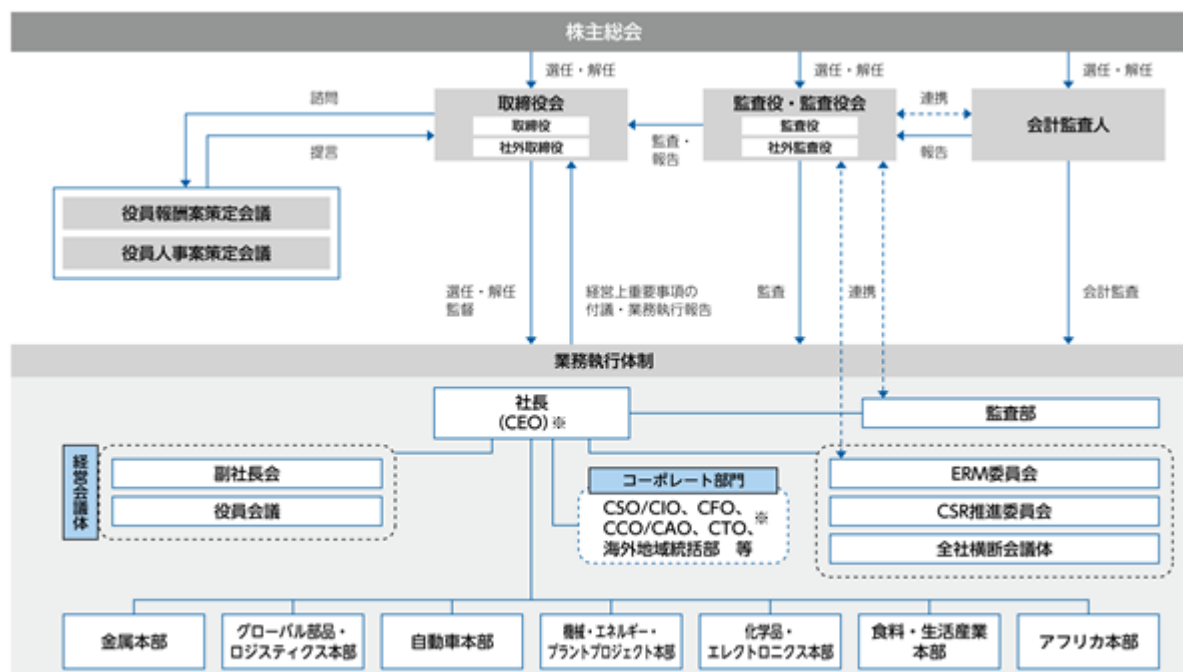 株主総会
選任・解任
選任・解任
選任・解任
諮問
取締役会
取締役
社外取締役
監査・
報告
監査役・監査役会
監査役
社外監査役
連携
報告
会計監査人
提言
役員報酬案策定会議
役員人事案策定会議
選任・解任
監督
経営上重要事項の
付議・業務執行報告
監査
連携
会計監査
業務執行体制
社長
(CEO)※
監査部
経営会議体
副社長会
役員会議
コーポレート部門
CSO/CIO、CFO、
CCO/CAO、CTO、※
海外地域統括部 等
ERM委員会
CSR推進委員会
全社横断会議体
金属本部
グローバル部品・
ロジスティクス本部
自動車本部
機械・エネルギー・
プラントプロジェクト本部
化学品・
エレクトロニクス本部
食料・生活産業
本部
アフリカ本部